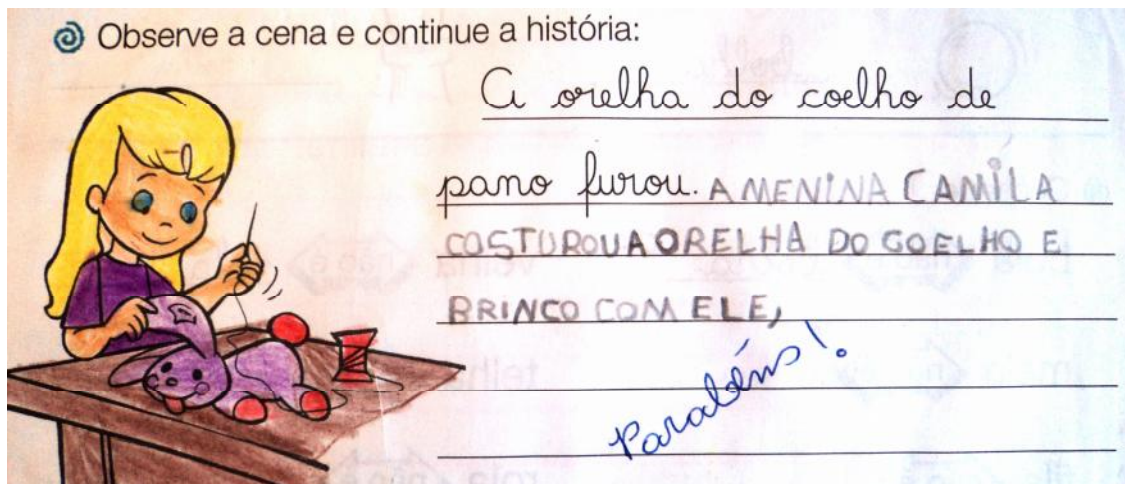 Observe a cena e continue a história:
A orelha do coelho de
pano furou. A MENINA CAMILA
COSTUROU A ORELHA DO COELHO E
BRINCO COM ELE,
Parabéns!